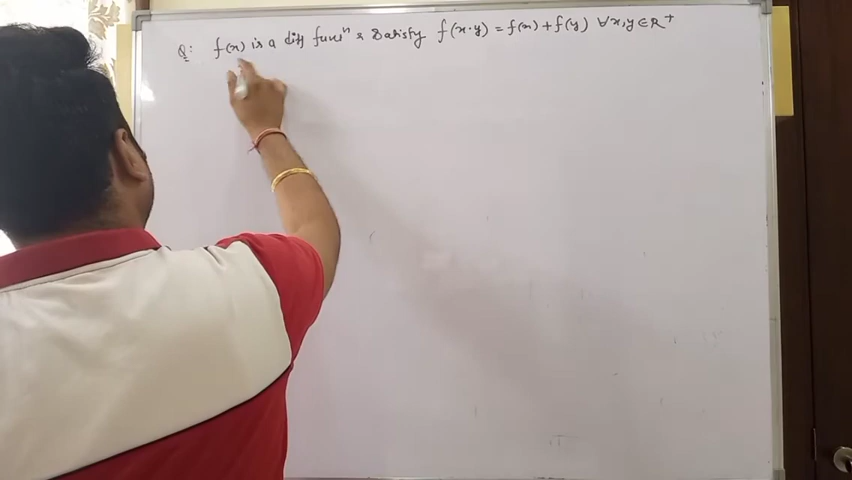 Q: f(x) is a diff funcⁿ & Satisfy f(x·y) = f(x) + f(y) ∀x,y∈R⁺